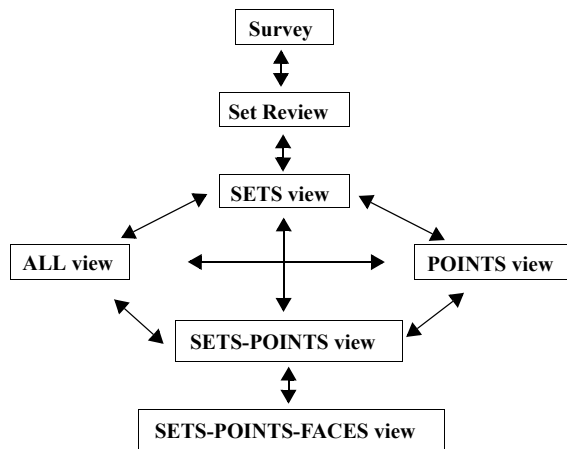 Survey
Set Review
SETS view
ALL view
POINTS view
SETS-POINTS view
SETS-POINTS-FACES view